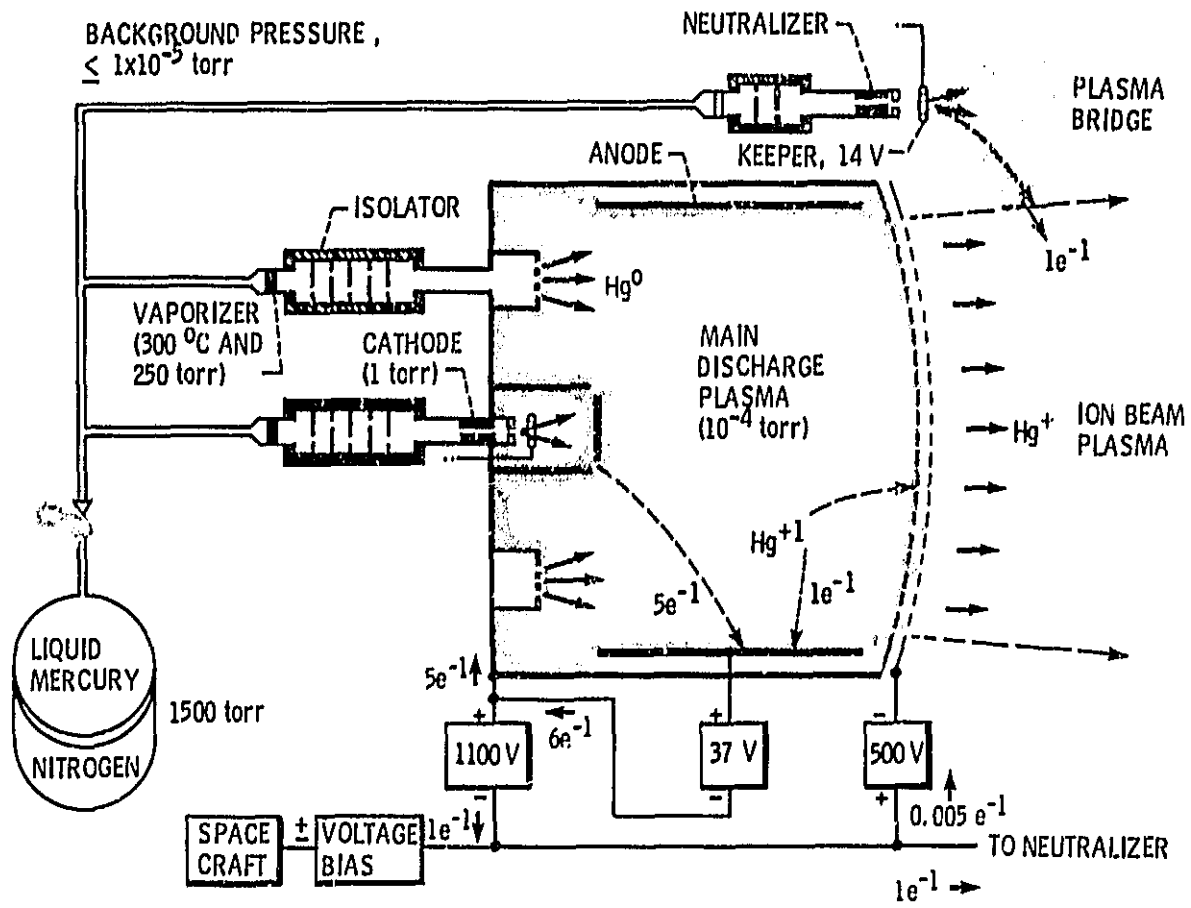 BACKGROUND PRESSURE,
≤ 1x10⁻⁵ torr
NEUTRALIZER
PLASMA
BRIDGE
KEEPER, 14 V
ANODE
ISOLATOR
1e⁻¹
Hg⁰
VAPORIZER
(300 ⁰C AND
250 torr)
CATHODE
(1 torr)
MAIN
DISCHARGE
PLASMA
(10⁻⁴ torr)
Hg⁺
ION BEAM
PLASMA
Hg⁺¹
5e⁻¹
1e⁻¹
LIQUID
MERCURY
1500 torr
NITROGEN
5e⁻¹
6e⁻¹
+
+
-
1100 V
37 V
500 V
-
-
+
0.005 e⁻¹
SPACE
CRAFT
±
VOLTAGE
BIAS
1e⁻¹
TO NEUTRALIZER
1e⁻¹